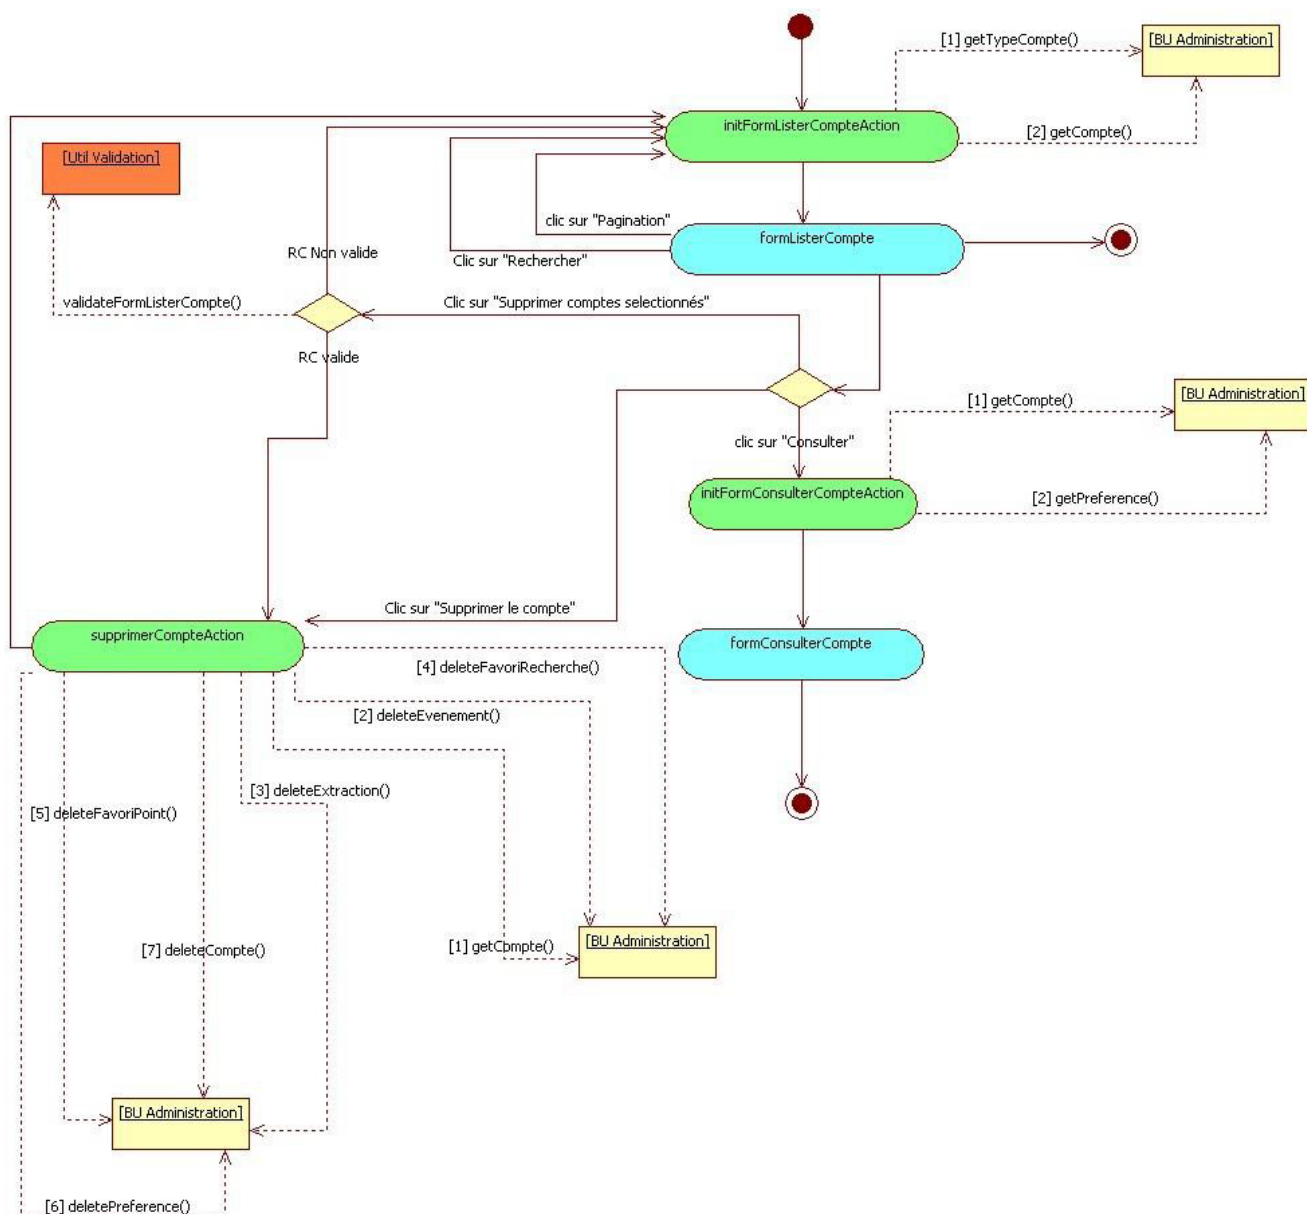 [1] getTypeCompte()
[BU Administration]
initFormListerCompteAction
[2] getCompte()
[Util Validation]
clic sur "Pagination"
formListerCompte
RC Non valide
Clic sur "Rechercher"
validateFormListerCompte()
Clic sur "Supprimer comptes selectionnés"
RC valide
[1] getCompte()
[BU Administration]
clic sur "Consulter"
initFormConsulterCompteAction
[2] getPreference()
Clic sur "Supprimer le compte"
supprimerCompteAction
formConsulterCompte
[4] deleteFavoriRecherche()
[2] deleteEvenement()
[3] deleteExtraction()
[5] deleteFavoriPoint()
[7] deleteCompte()
[1] getCompte()
[BU Administration]
[BU Administration]
[6] deletePreference()